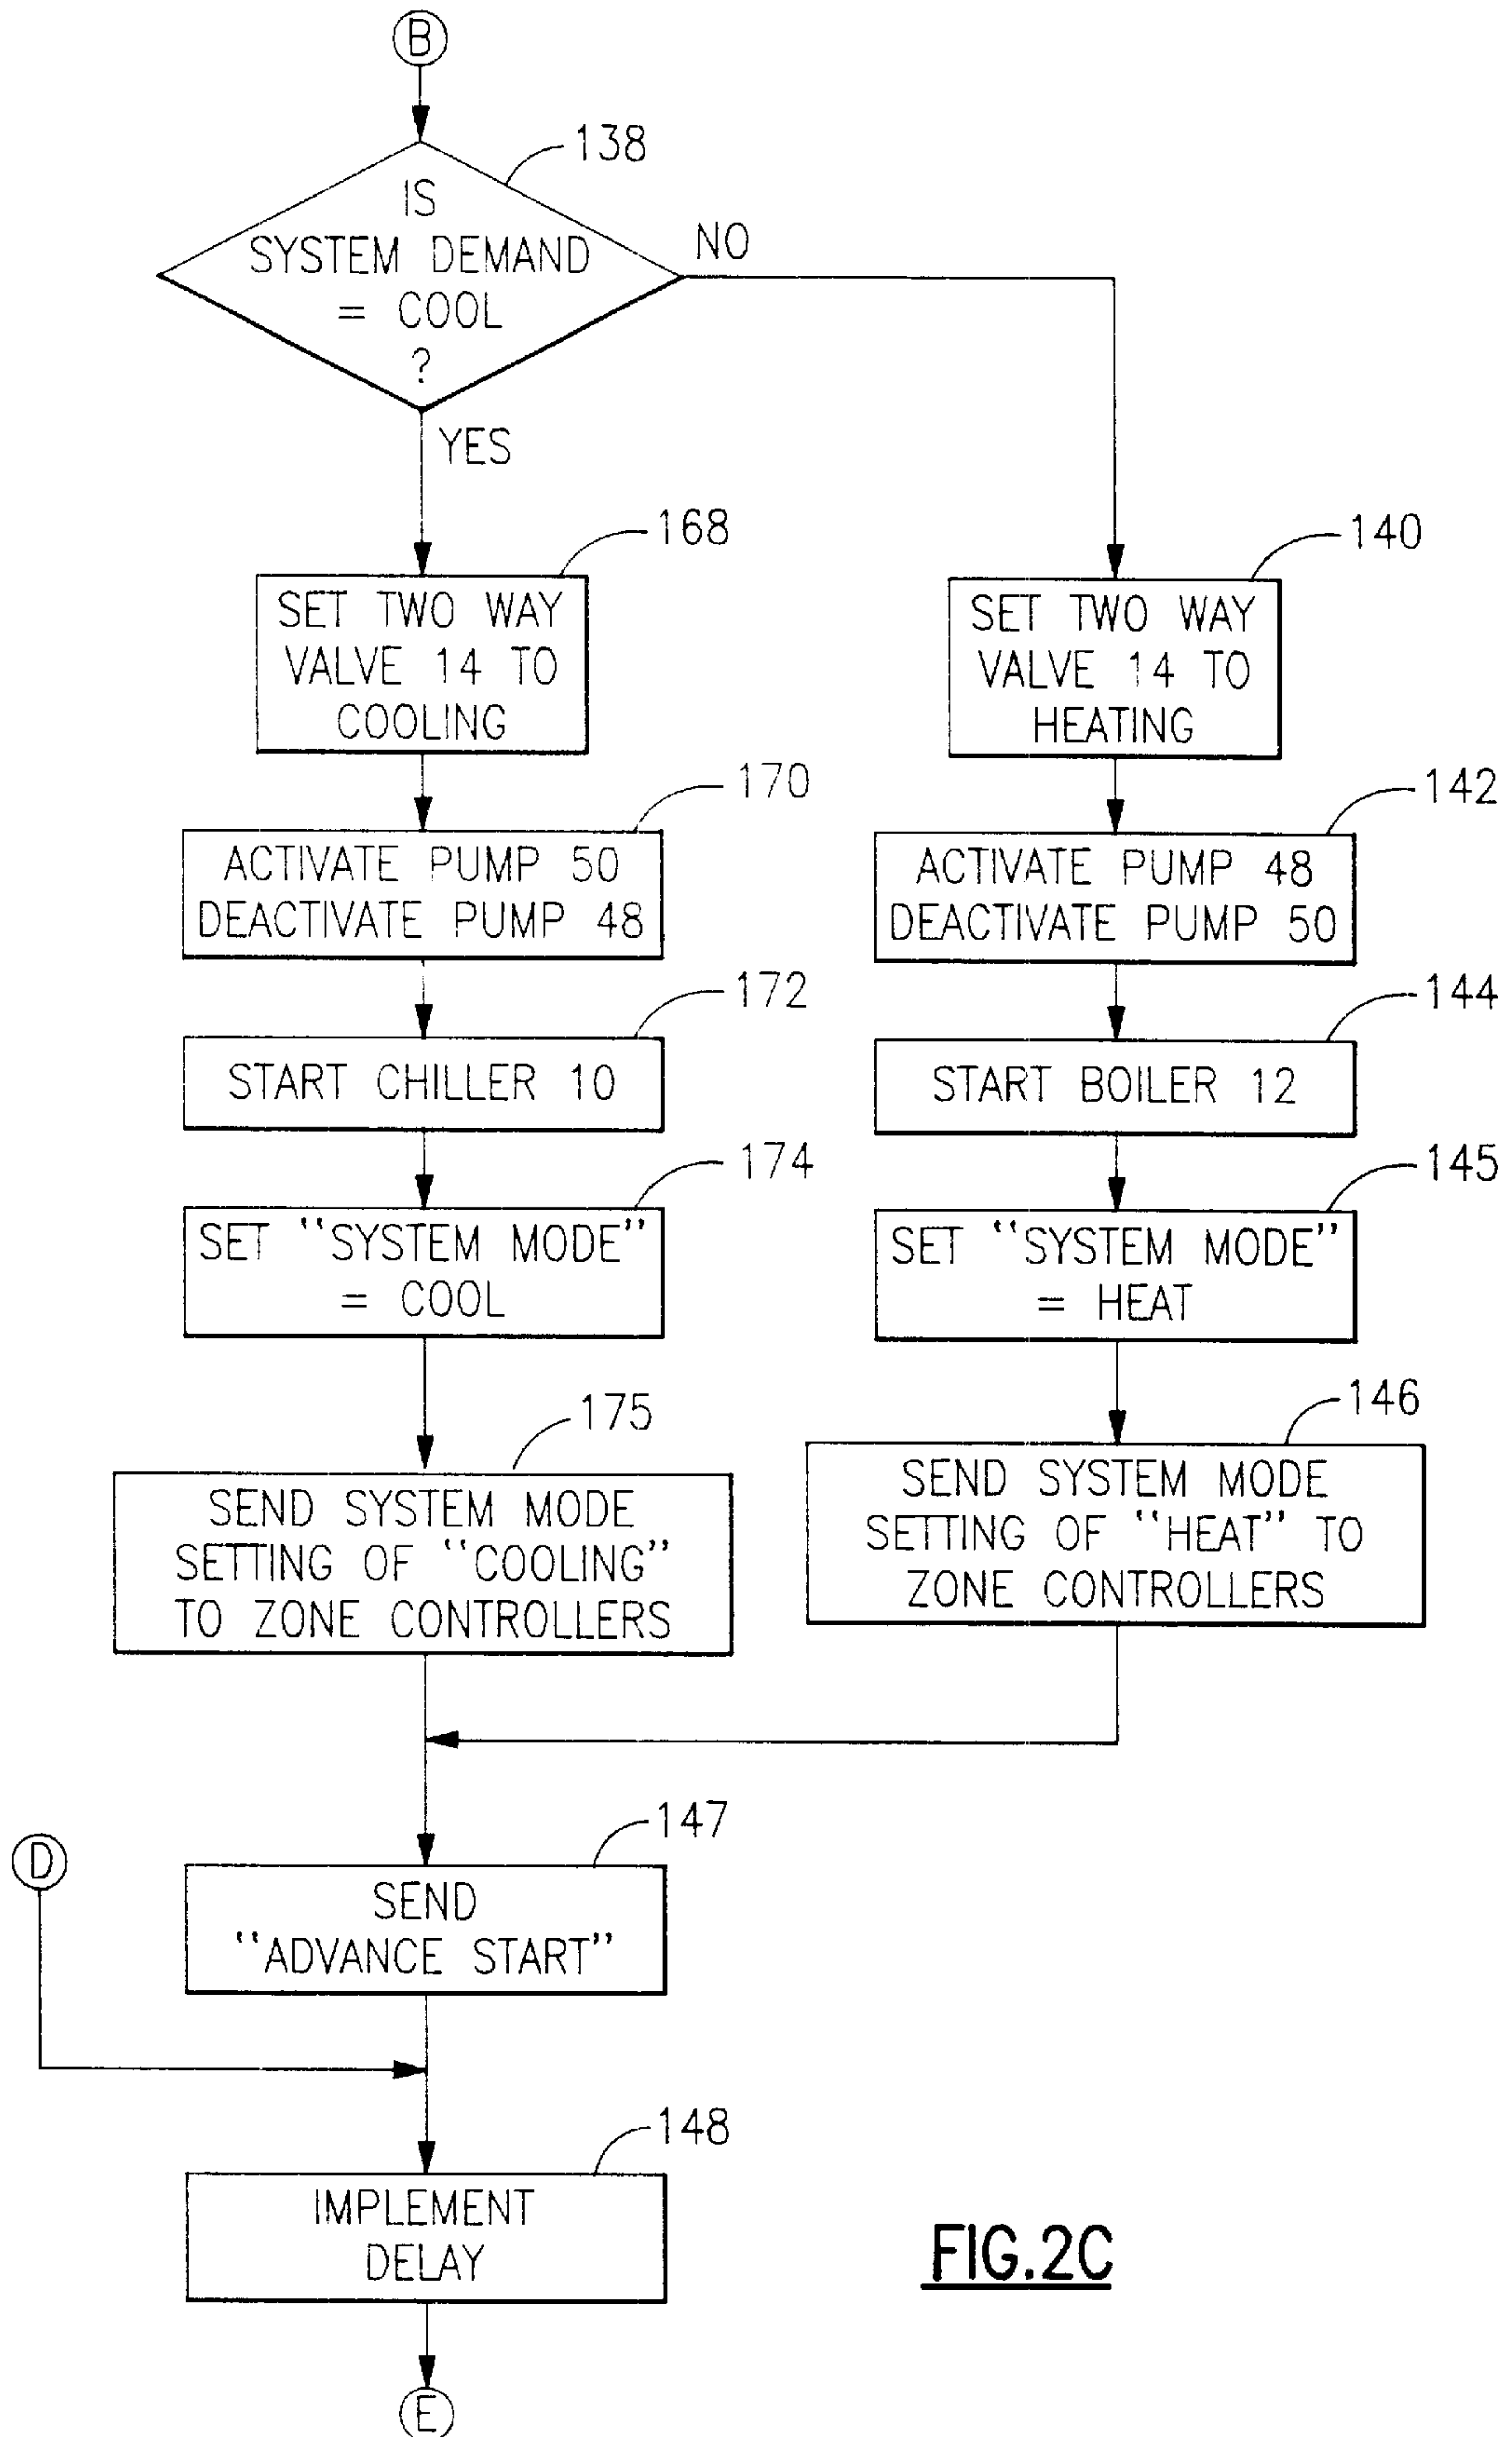 B
138
IS
SYSTEM DEMAND
= COOL
?
NO
YES
168
SET TWO WAY
VALVE 14 TO
COOLING
140
SET TWO WAY
VALVE 14 TO
HEATING
170
ACTIVATE PUMP 50
DEACTIVATE PUMP 48
142
ACTIVATE PUMP 48
DEACTIVATE PUMP 50
172
START CHILLER 10
144
START BOILER 12
174
SET "SYSTEM MODE"
= COOL
145
SET "SYSTEM MODE"
= HEAT
175
SEND SYSTEM MODE
SETTING OF "COOLING"
TO ZONE CONTROLLERS
146
SEND SYSTEM MODE
SETTING OF "HEAT" TO
ZONE CONTROLLERS
147
SEND
"ADVANCE START"
D
148
IMPLEMENT
DELAY
E
FIG.2C